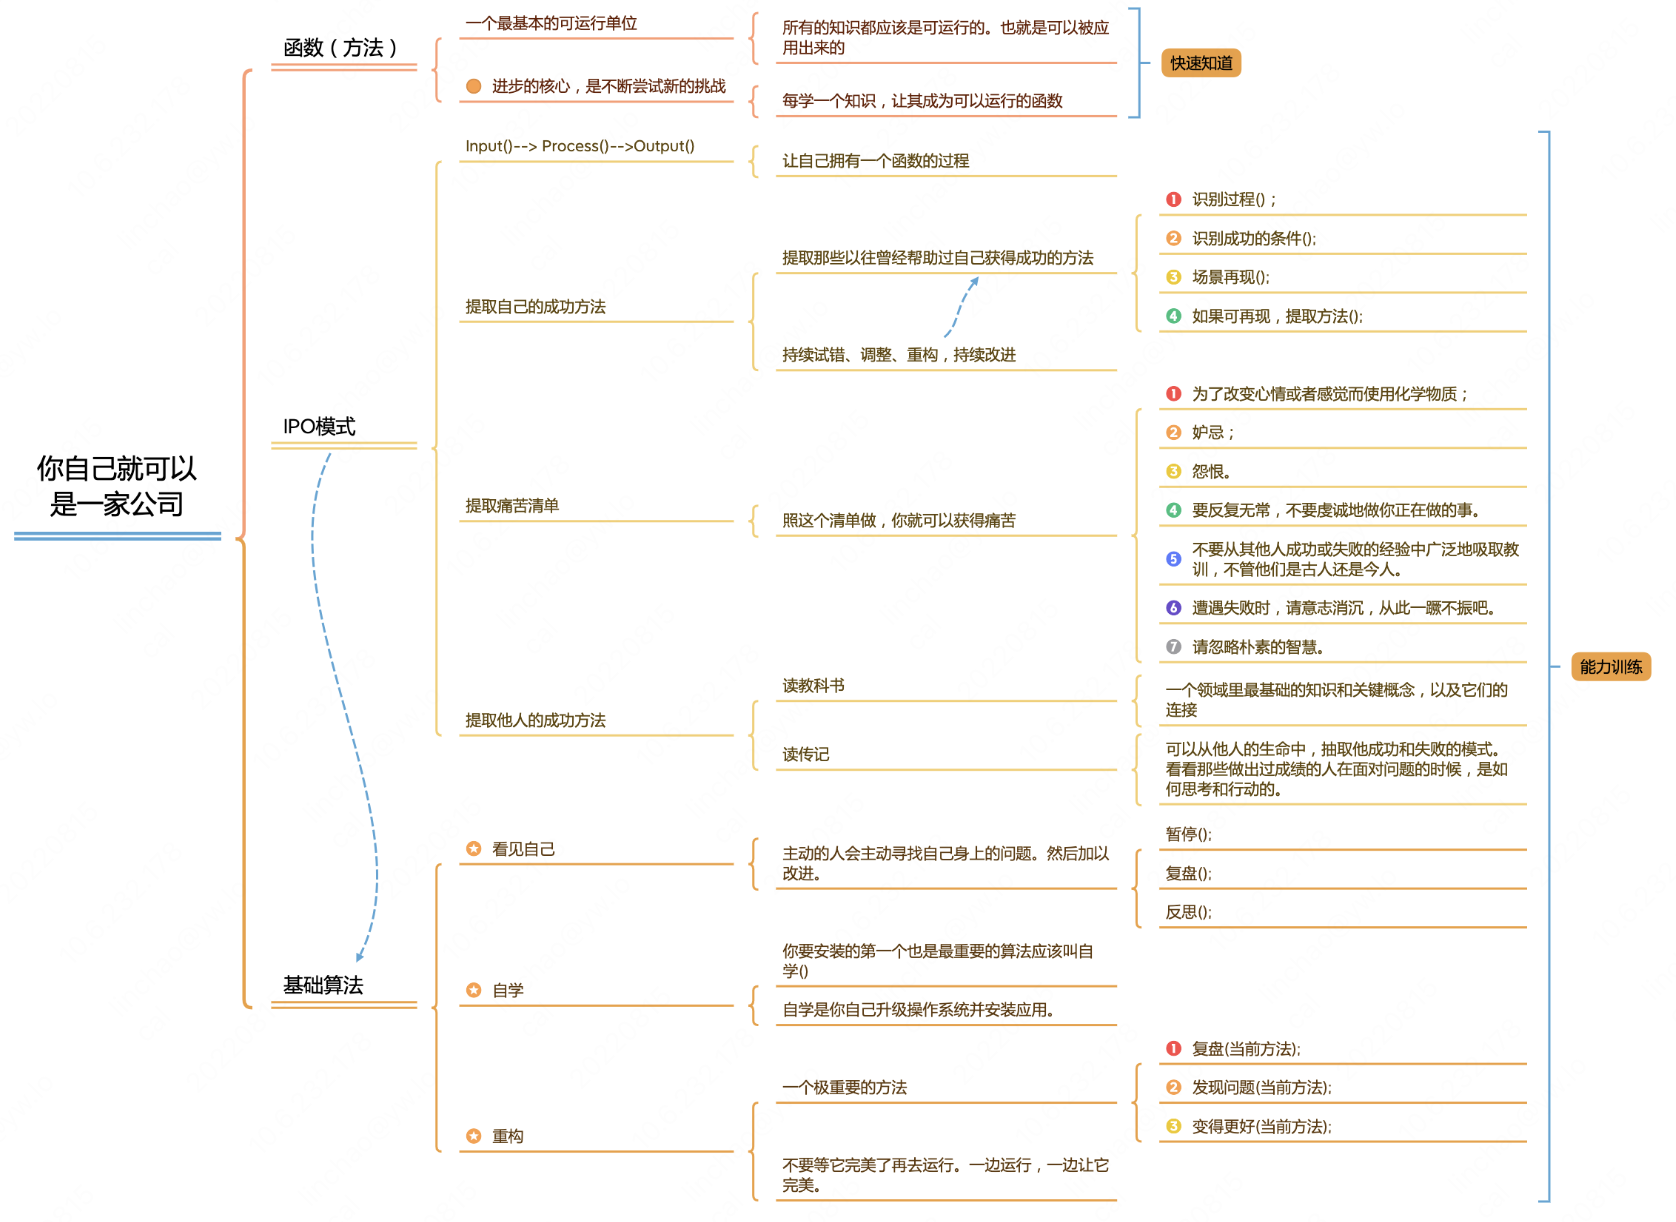 你自己就可以
是一家公司
函数（方法）
一个最基本的可运行单位
所有的知识都应该是可运行的。也就是可以被应
用出来的
进步的核心，是不断尝试新的挑战
每学一个知识，让其成为可以运行的函数
快速知道
IPO模式
Input()--> Process()-->Output()
让自己拥有一个函数的过程
提取自己的成功方法
提取那些以往曾经帮助过自己获得成功的方法
1 识别过程()；
2 识别成功的条件();
3 场景再现();
4 如果可再现，提取方法();
持续试错、调整、重构，持续改进
提取痛苦清单
照这个清单做，你就可以获得痛苦
1 为了改变心情或者感觉而使用化学物质；
2 妒忌；
3 怨恨。
4 要反复无常，不要虔诚地做你正在做的事。
5 不要从其他人成功或失败的经验中广泛地吸取教
训，不管他们是古人还是今人。
6 遭遇失败时，请意志消沉，从此一蹶不振吧。
7 请忽略朴素的智慧。
提取他人的成功方法
读教科书
一个领域里最基础的知识和关键概念，以及它们的
连接
读传记
可以从他人的生命中，抽取他成功和失败的模式。
看看那些做出过成绩的人在面对问题的时候，是如
何思考和行动的。
基础算法
看见自己
主动的人会主动寻找自己身上的问题。然后加以
改进。
暂停();
复盘();
反思();
自学
你要安装的第一个也是最重要的算法应该叫自
学()
自学是你自己升级操作系统并安装应用。
重构
一个极重要的方法
1 复盘(当前方法);
2 发现问题(当前方法);
3 变得更好(当前方法);
不要等它完美了再去运行。一边运行，一边让它
完美。
能力训练